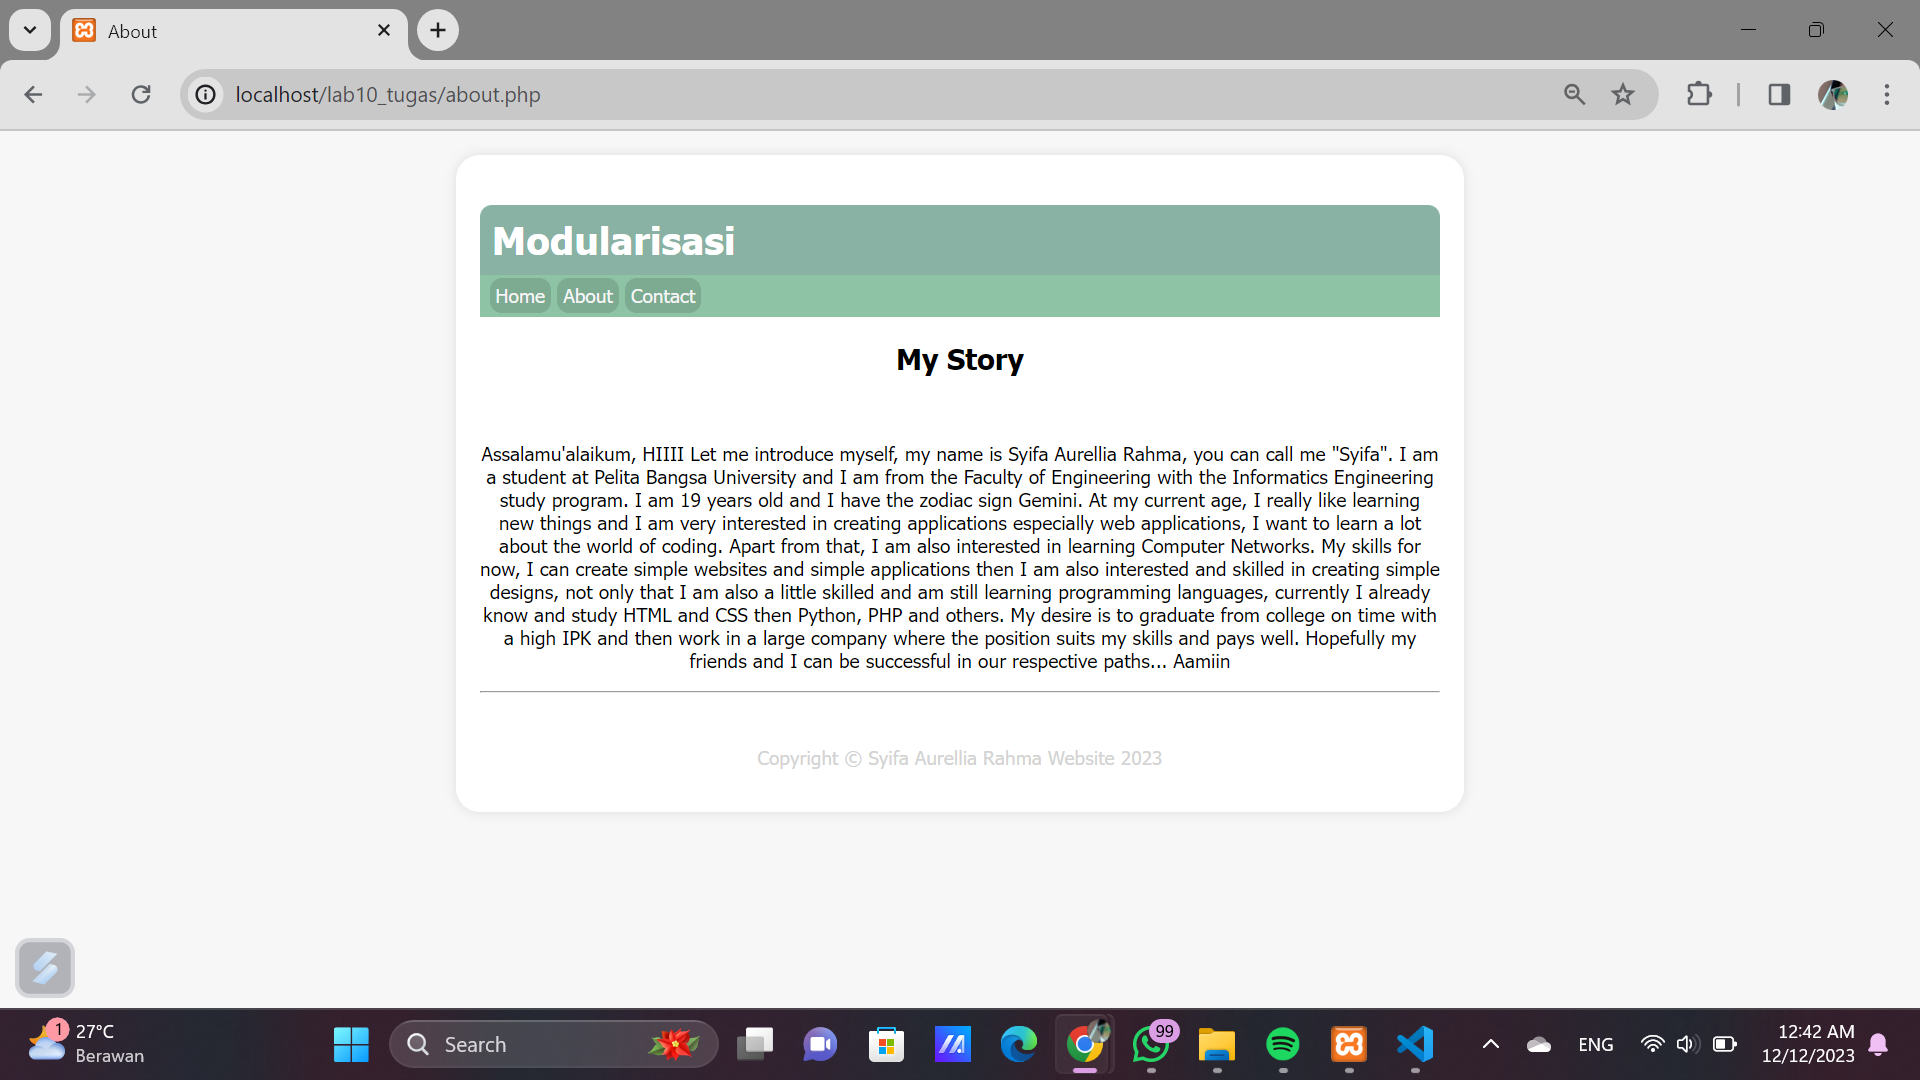 About
localhost/lab10_tugas/about.php
Modularisasi
Home About Contact
My Story
Assalamu'alaikum, HIIII Let me introduce myself, my name is Syifa Aurellia Rahma, you can call me "Syifa". I am
a student at Pelita Bangsa University and I am from the Faculty of Engineering with the Informatics Engineering
study program. I am 19 years old and I have the zodiac sign Gemini. At my current age, I really like learning
new things and I am very interested in creating applications especially web applications, I want to learn a lot
about the world of coding. Apart from that, I am also interested in learning Computer Networks. My skills for
now, I can create simple websites and simple applications then I am also interested and skilled in creating simple
designs, not only that I am also a little skilled and am still learning programming languages, currently I already
know and study HTML and CSS then Python, PHP and others. My desire is to graduate from college on time with
a high IPK and then work in a large company where the position suits my skills and pays well. Hopefully my
friends and I can be successful in our respective paths... Aamiin
Copyright © Syifa Aurellia Rahma Website 2023
1
27°C
Berawan
Search
99
ENG
12:42 AM
12/12/2023